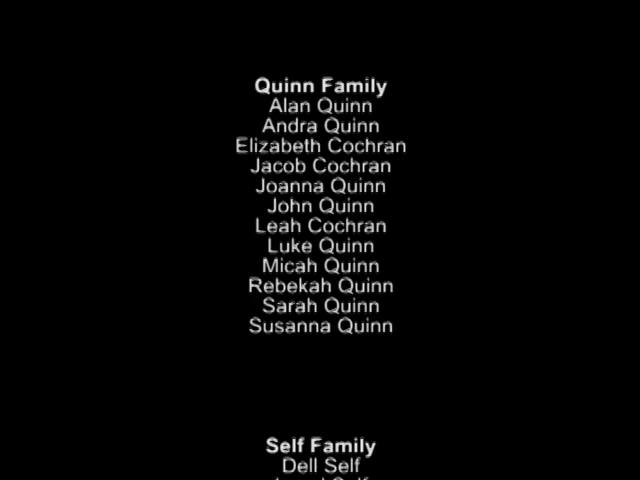 Quinn Family
Alan Quinn
Andra Quinn
Elizabeth Cochran
Jacob Cochran
Joanna Quinn
John Quinn
Leah Cochran
Luke Quinn
Micah Quinn
Rebekah Quinn
Sarah Quinn
Susanna Quinn
Self Family
Dell Self
Self